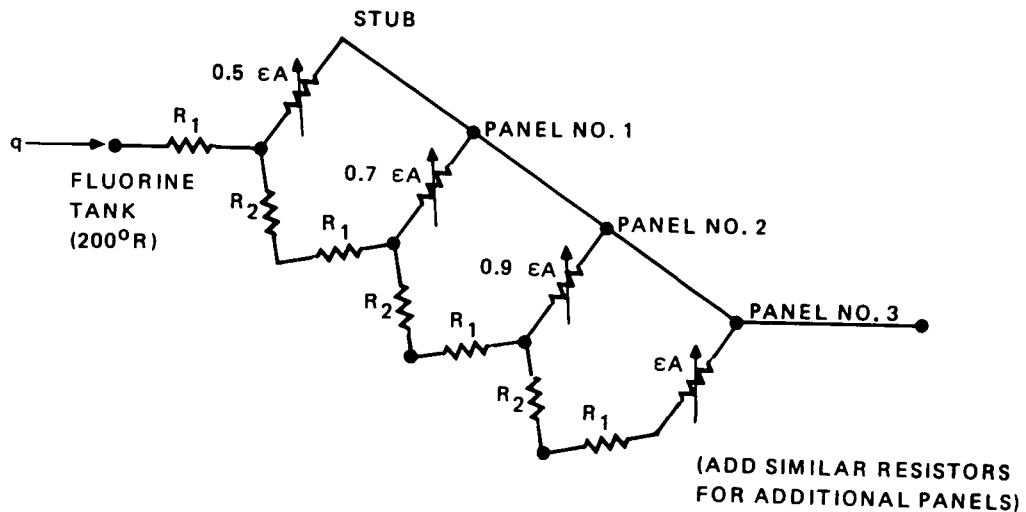 STUB
0.5 εA
R1
q
PANEL NO. 1
FLUORINE
TANK
(200°R)
0.7 εA
R2
R1
PANEL NO. 2
0.9 εA
R2
R1
PANEL NO. 3
εA
R2
R1
(ADD SIMILAR RESISTORS
FOR ADDITIONAL PANELS)